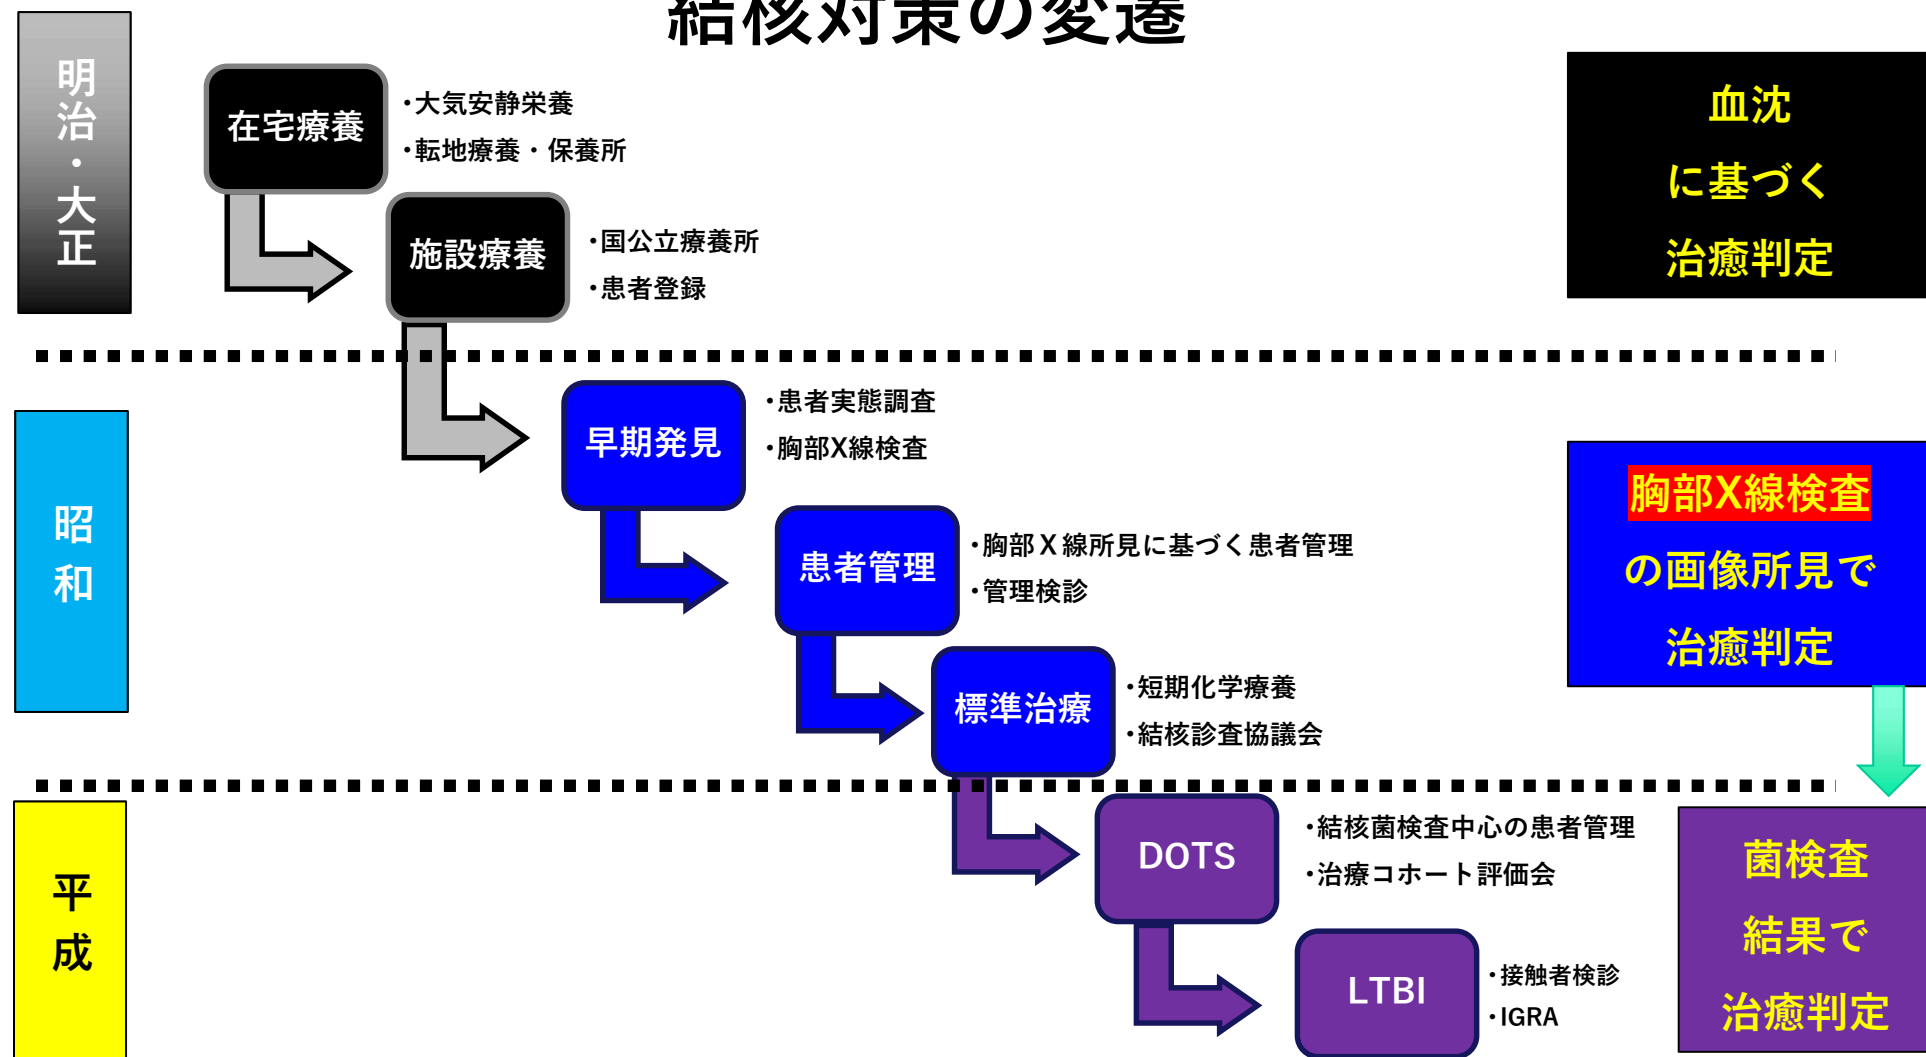 結核対策の変遷
明治・大正
在宅療養
・大気安静栄養
・転地療養・保養所
施設療養
・国公立療養所
・患者登録
血沈
に基づく
治癒判定
昭和
早期発見
・患者実態調査
・胸部X線検査
患者管理
・胸部Ｘ線所見に基づく患者管理
・管理検診
標準治療
・短期化学療養
・結核診査協議会
胸部X線検査
の画像所見で
治癒判定
平成
DOTS
・結核菌検査中心の患者管理
・治療コホート評価会
LTBI
・接触者検診
・IGRA
菌検査
結果で
治癒判定